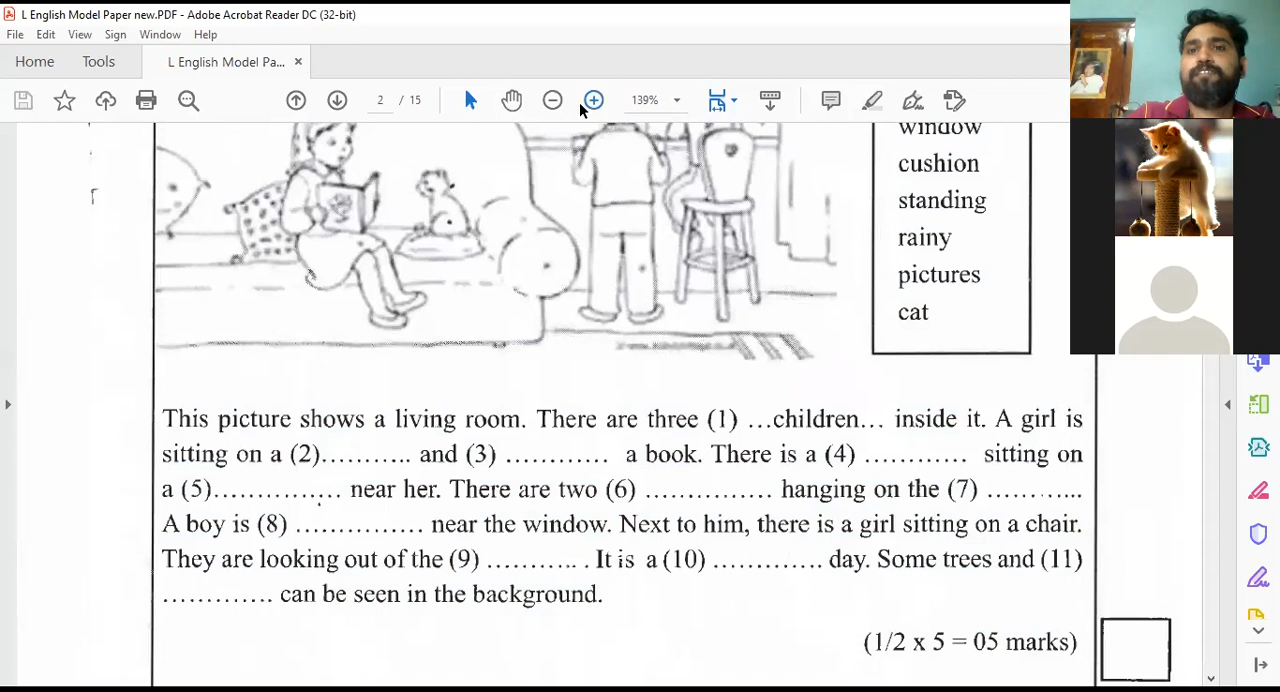 L English Model Paper new.PDF - Adobe Acrobat Reader DC (32-bit)
File Edit View Sign Window Help
Home Tools L English Model Pa... ×
2 / 15 139%
window
cushion
standing
rainy
pictures
cat
This picture shows a living room. There are three (1) …children… inside it. A girl is
sitting on a (2)……….. and (3) ………… a book. There is a (4) ………… sitting on
a (5)…………… near her. There are two (6) ………….. hanging on the (7) ………...
A boy is (8) …………… near the window. Next to him, there is a girl sitting on a chair.
They are looking out of the (9) ……….. . It is a (10) …………. day. Some trees and (11)
…………. can be seen in the background.
(1/2 x 5 = 05 marks)